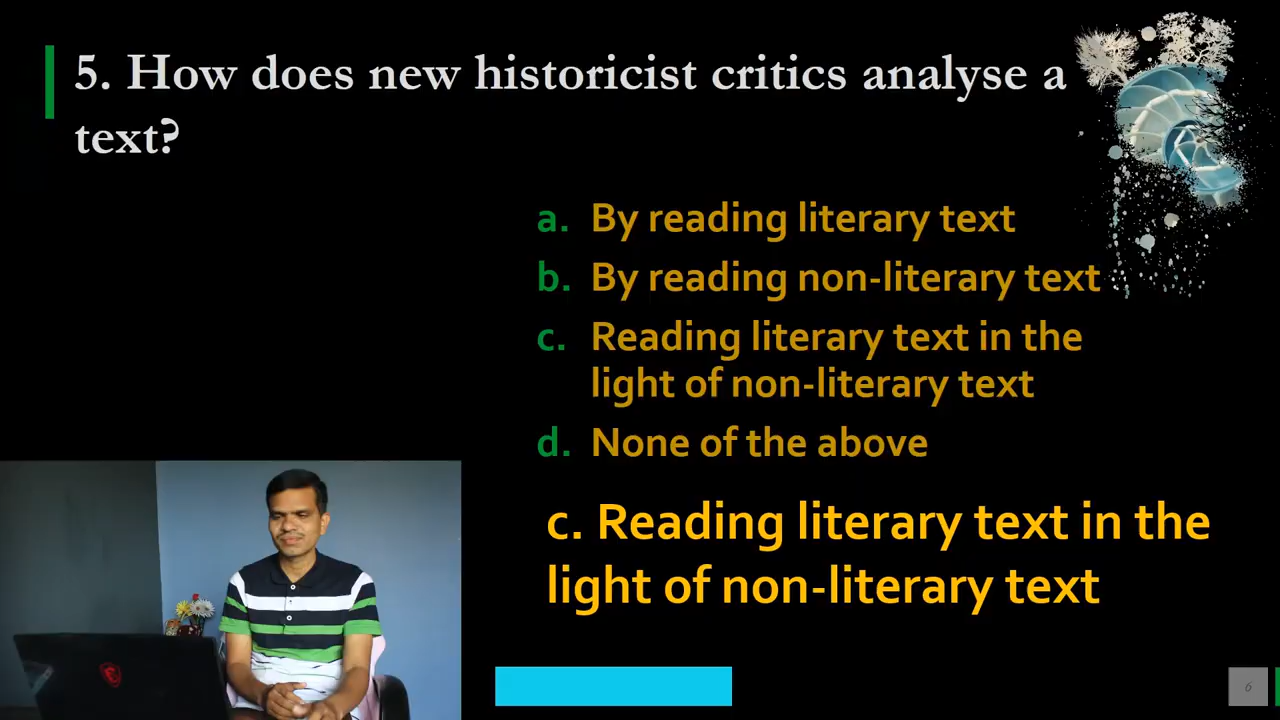 5. How does new historicist critics analyse a
text?
a. By reading literary text
b. By reading non-literary text
c. Reading literary text in the
light of non-literary text
d. None of the above
c. Reading literary text in the
light of non-literary text
6